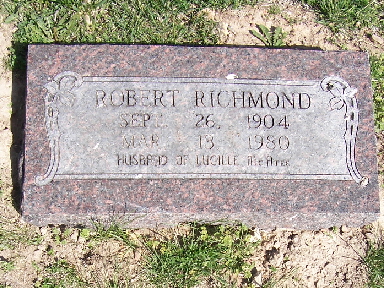 ROBERT RICHMOND
SEPT 26, 1904
MAR 13 1980
HUSBAND OF LUCILLE